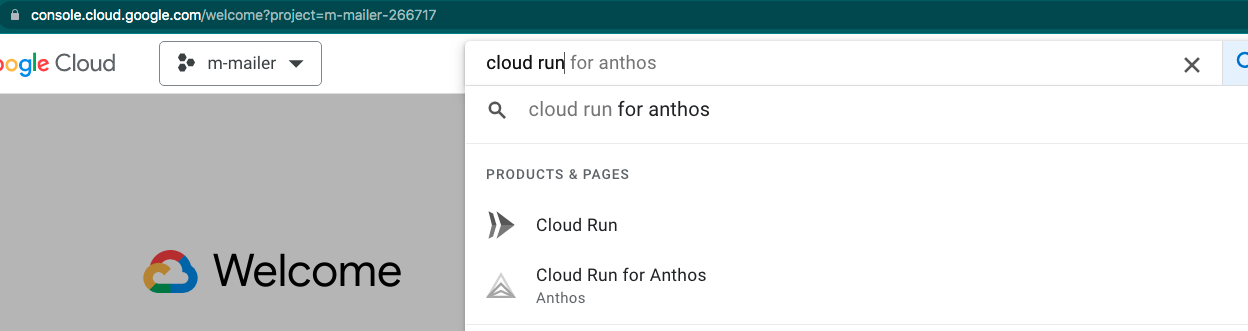 console.cloud.google.com/welcome?project=m-mailer-266717
ogle Cloud
m-mailer
cloud run for anthos
cloud run for anthos
PRODUCTS & PAGES
Cloud Run
Welcome
Cloud Run for Anthos
Anthos